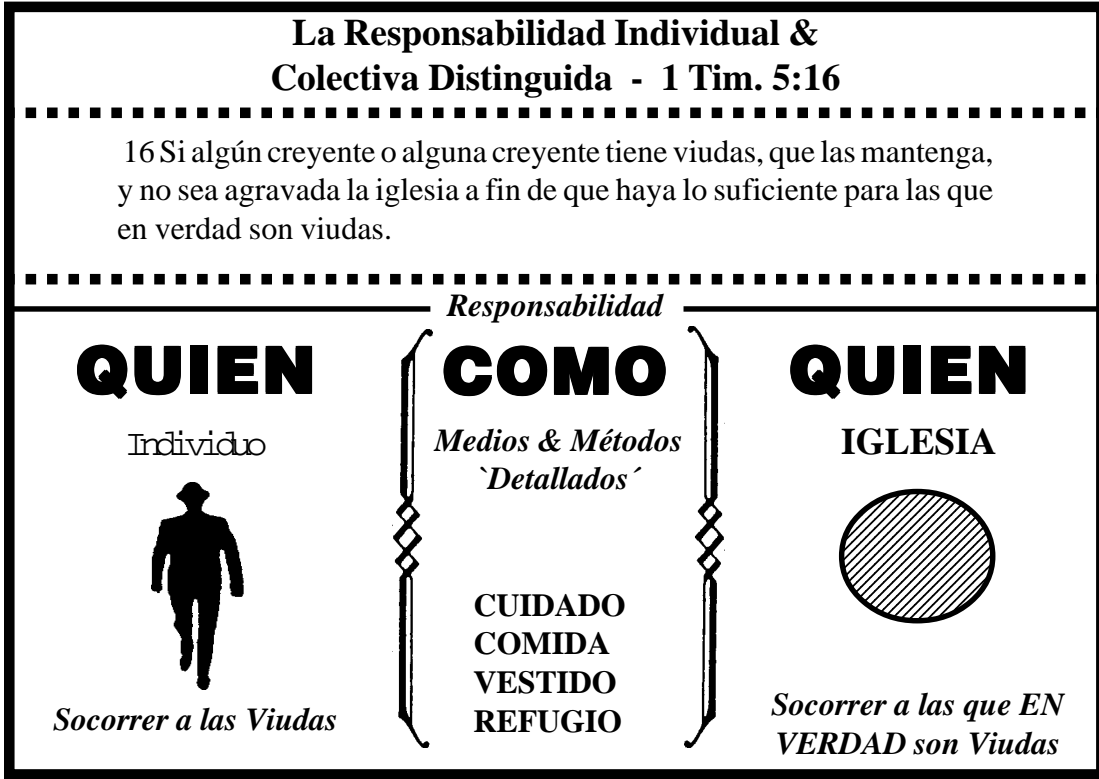 La Responsabilidad Individual &
Colectiva Distinguida - 1 Tim. 5:16
16 Si algún creyente o alguna creyente tiene viudas, que las mantenga,
y no sea agravada la iglesia a fin de que haya lo suficiente para las que
en verdad son viudas.
Responsabilidad
QUIEN
Individuo
Socorrer a las Viudas
COMO
Medios & Métodos
`Detallados´
CUIDADO
COMIDA
VESTIDO
REFUGIO
QUIEN
IGLESIA
Socorrer a las que EN
VERDAD son Viudas